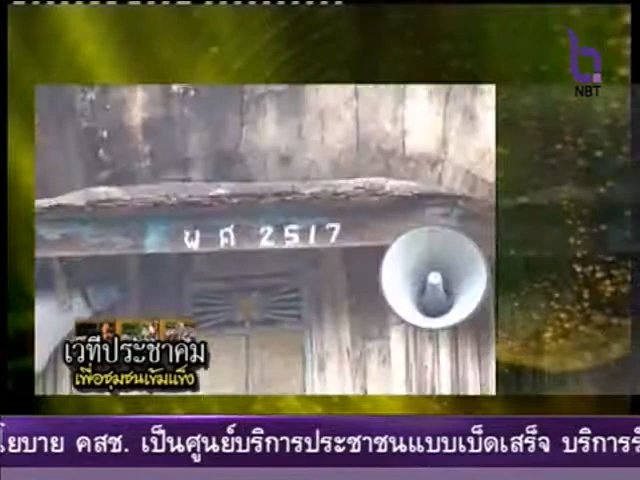 NBT
ผ ศ 2517
เวทีประชาคม
เพื่อชุมชนเข้มแข็ง
โยบาย คสช. เป็นศูนย์บริการประชาชนแบบเบ็ดเสร็จ บริการรั